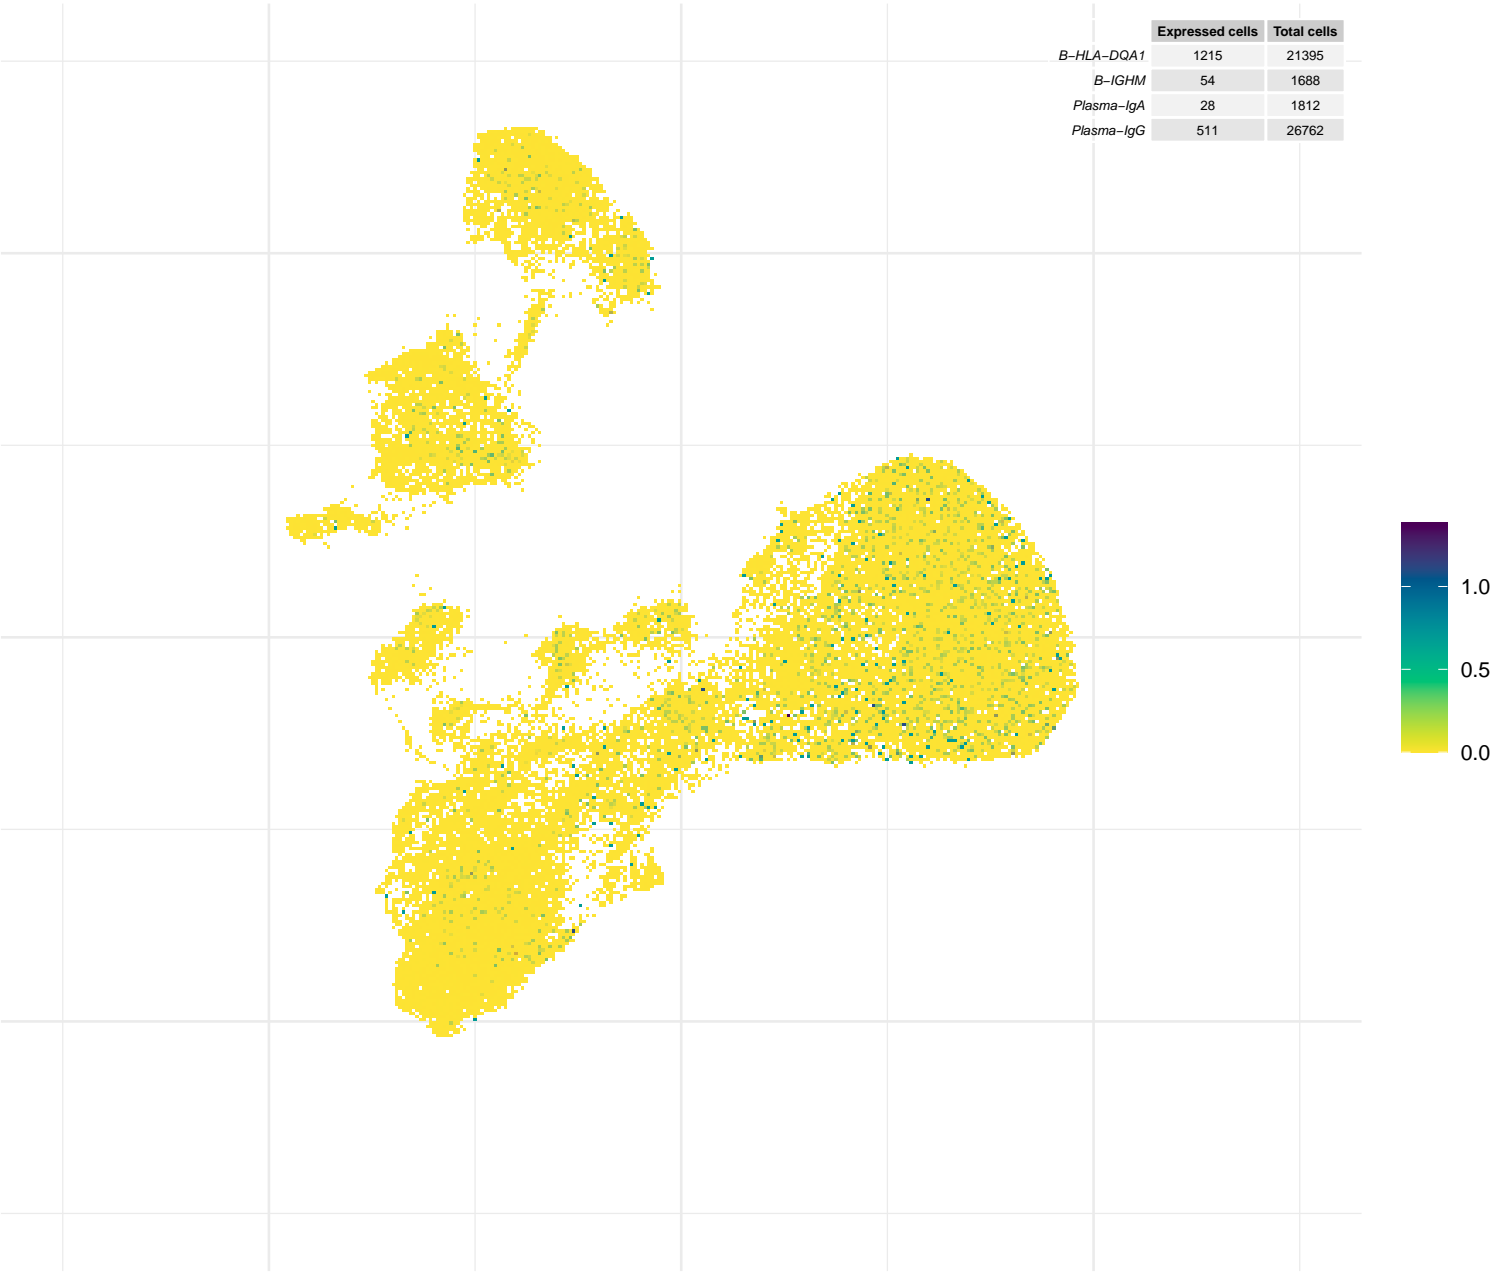 Expressed cells Total cells
B−HLA−DQA1 1215 21395
B−IGHM 54 1688
Plasma−IgA 28 1812
Plasma−IgG 511 26762
1.0
0.5
0.0